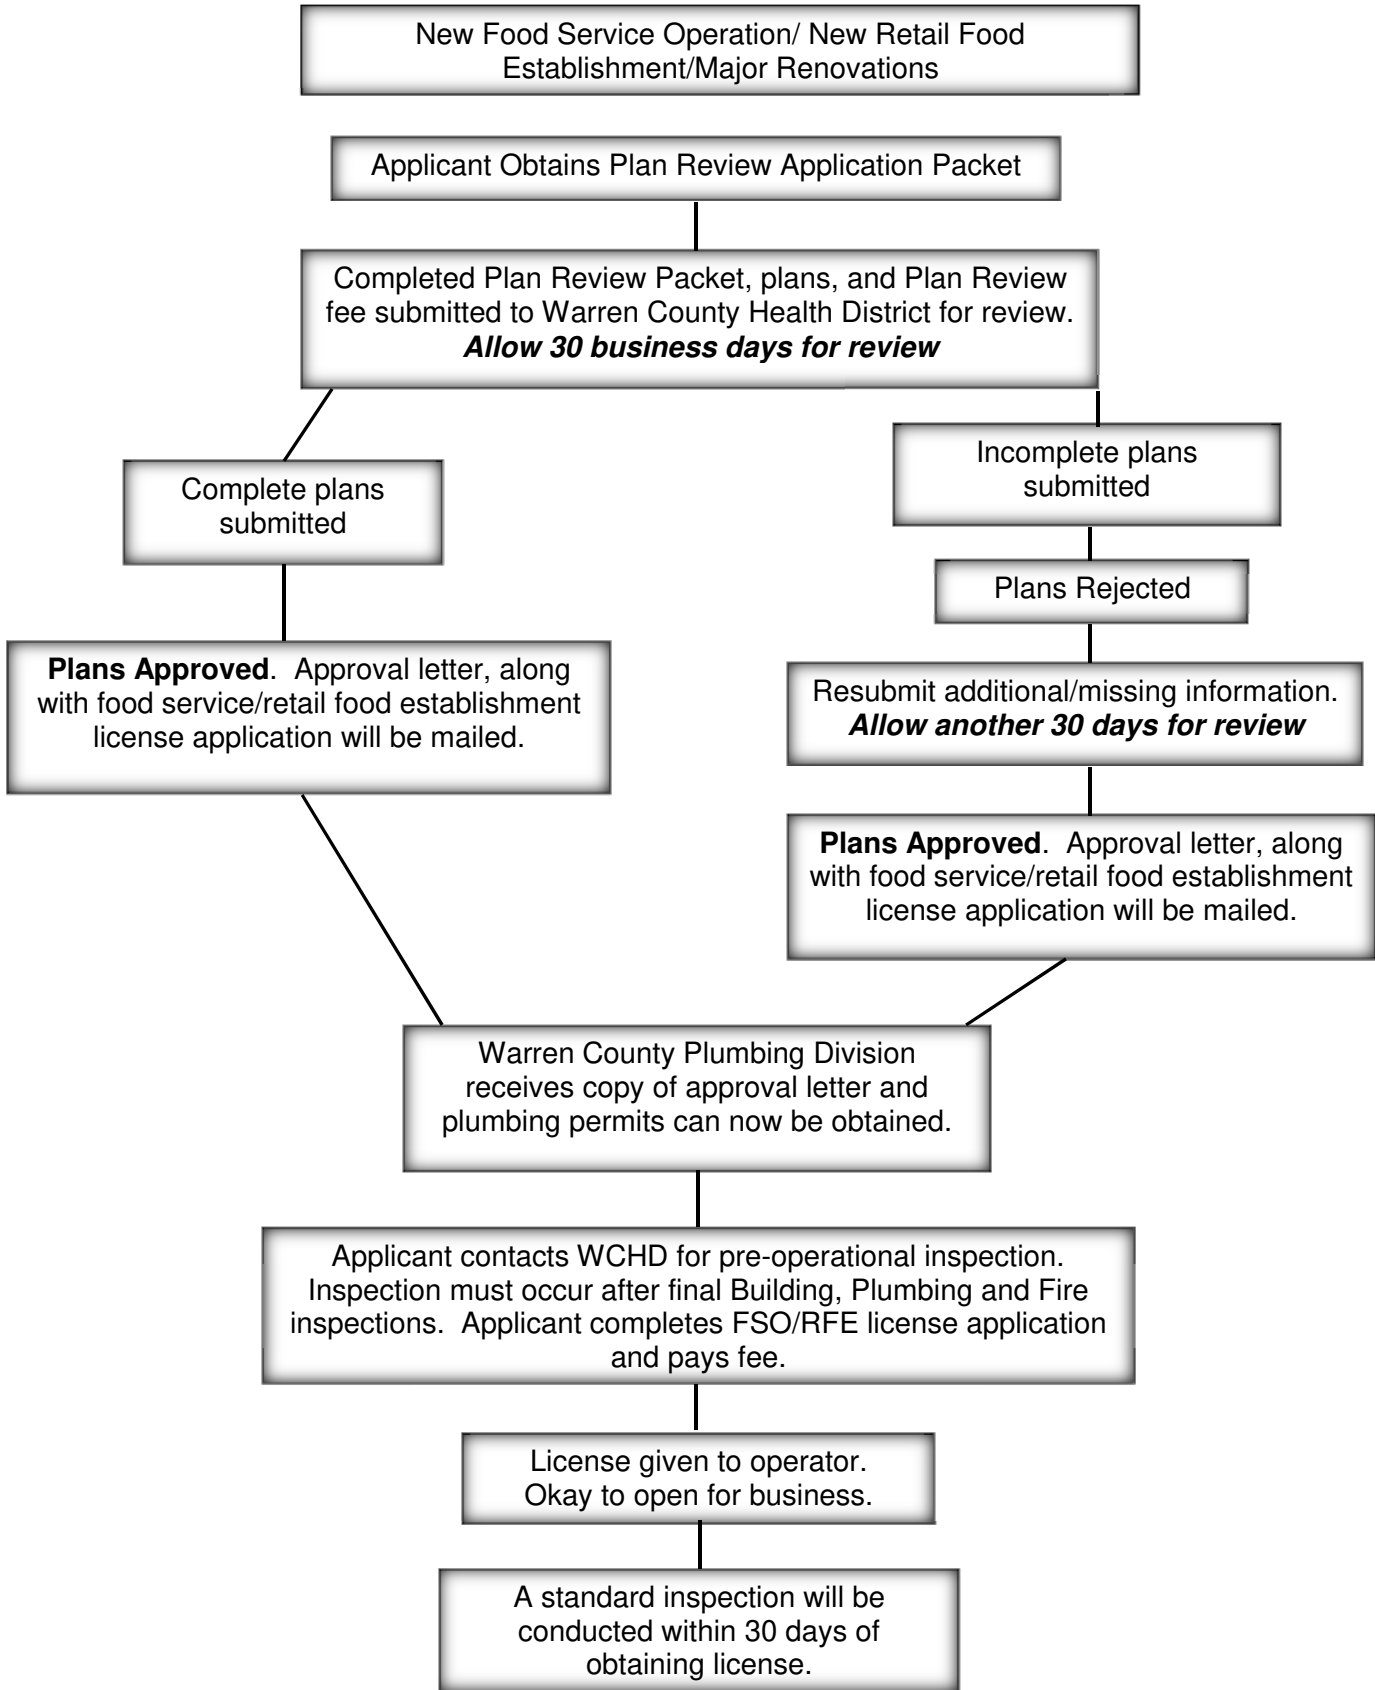 New Food Service Operation/ New Retail Food
Establishment/Major Renovations
Applicant Obtains Plan Review Application Packet
Completed Plan Review Packet, plans, and Plan Review
fee submitted to Warren County Health District for review.
Allow 30 business days for review
Complete plans
submitted
Incomplete plans
submitted
Plans Rejected
Plans Approved.  Approval letter, along
with food service/retail food establishment
license application will be mailed.
Resubmit additional/missing information.
Allow another 30 days for review
Plans Approved.  Approval letter, along
with food service/retail food establishment
license application will be mailed.
Warren County Plumbing Division
receives copy of approval letter and
plumbing permits can now be obtained.
Applicant contacts WCHD for pre-operational inspection.
Inspection must occur after final Building, Plumbing and Fire
inspections.  Applicant completes FSO/RFE license application
and pays fee.
License given to operator.
Okay to open for business.
A standard inspection will be
conducted within 30 days of
obtaining license.